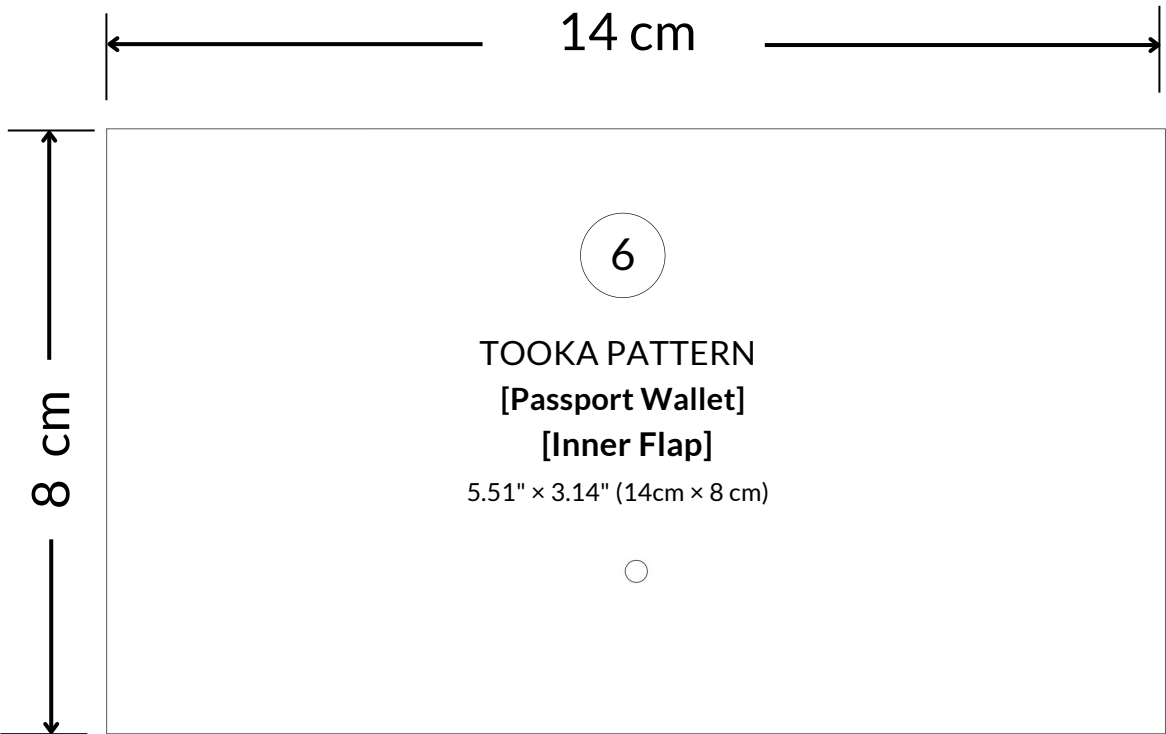 14 cm
8 cm
6
TOOKA PATTERN
[Passport Wallet]
[Inner Flap]
5.51" × 3.14" (14cm × 8 cm)